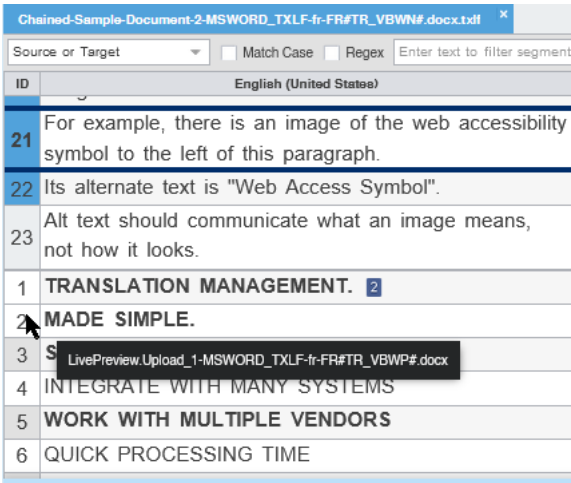 Chained-Sample-Document-2-MSWORD_TXLF-fr-FR#TR_VBWN#.docx.txlf ×
Source or Target Match Case Regex Enter text to filter segment
ID English (United States)
21 For example, there is an image of the web accessibility
symbol to the left of this paragraph.
22 Its alternate text is "Web Access Symbol".
23 Alt text should communicate what an image means,
not how it looks.
1 TRANSLATION MANAGEMENT. 2
2 MADE SIMPLE.
3 S
LivePreview.Upload_1-MSWORD_TXLF-fr-FR#TR_VBWP#.docx
4 INTEGRATE WITH MANY SYSTEMS
5 WORK WITH MULTIPLE VENDORS
6 QUICK PROCESSING TIME